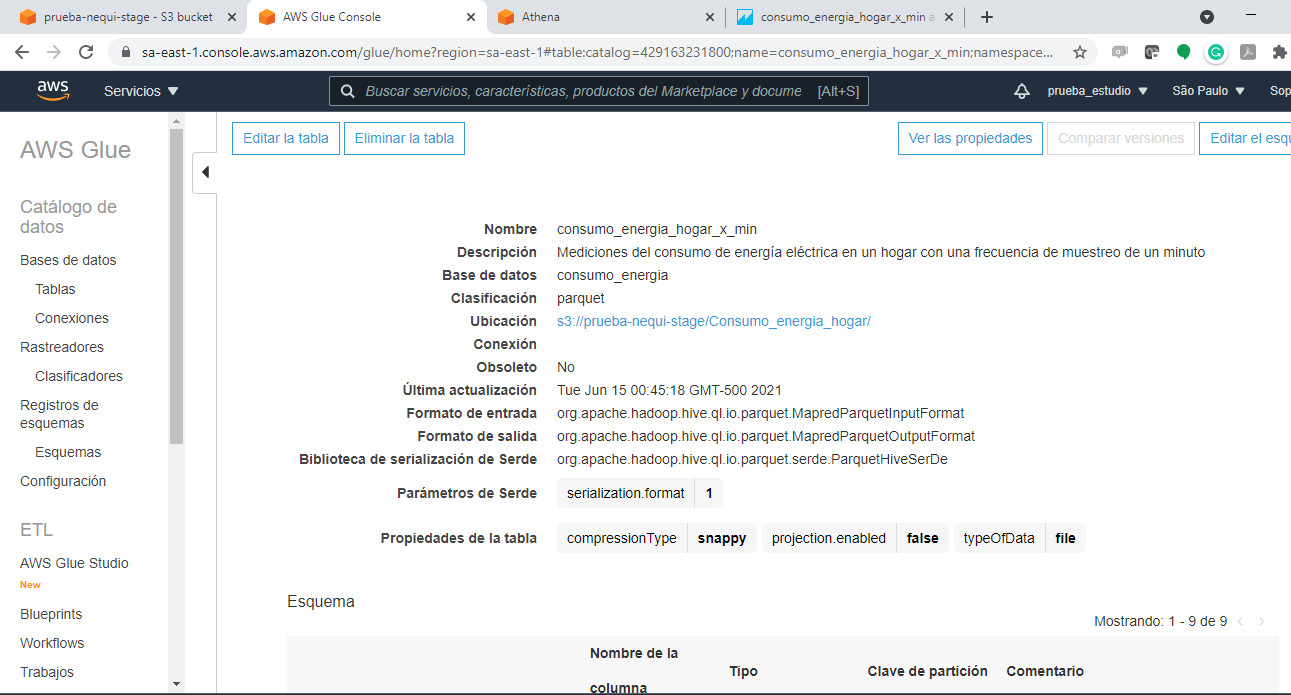 prueba-nequi-stage - S3 bucket
AWS Glue Console
Athena
consumo_energia_hogar_x_min
sa-east-1.console.aws.amazon.com/glue/home?region=sa-east-1#table:catalog=429163231800;name=consumo_energia_hogar_x_min;namespace...
aws
Servicios
Buscar servicios, características, productos del Marketplace y docume
[Alt+S]
prueba_estudio
São Paulo
Sop
AWS Glue
Catálogo de
datos
Bases de datos
Tablas
Conexiones
Rastreadores
Clasificadores
Registros de
esquemas
Esquemas
Configuración
ETL
AWS Glue Studio
New
Blueprints
Workflows
Trabajos
Editar la tabla
Eliminar la tabla
Ver las propiedades
Comparar versiones
Editar el esqu
Nombre consumo_energia_hogar_x_min
Descripción Mediciones del consumo de energía eléctrica en un hogar con una frecuencia de muestreo de un minuto
Base de datos consumo_energia
Clasificación parquet
Ubicación s3://prueba-nequi-stage/Consumo_energia_hogar/
Conexión
Obsoleto No
Última actualización Tue Jun 15 00:45:18 GMT-500 2021
Formato de entrada org.apache.hadoop.hive.ql.io.parquet.MapredParquetInputFormat
Formato de salida org.apache.hadoop.hive.ql.io.parquet.MapredParquetOutputFormat
Biblioteca de serialización de Serde org.apache.hadoop.hive.ql.io.parquet.serde.ParquetHiveSerDe
Parámetros de Serde serialization.format 1
Propiedades de la tabla compressionType snappy projection.enabled false typeOfData file
Esquema
Mostrando: 1 - 9 de 9
Nombre de la
columna
Tipo
Clave de partición
Comentario